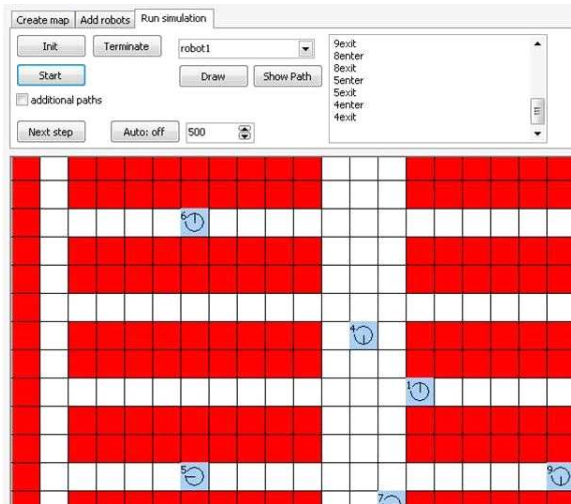 Create map Add robots Run simulation
Init Terminate robot1
Start Draw Show Path
additional paths
Next step Auto: off 500
9exit
8enter
8exit
5enter
5exit
4enter
4exit
6
4
1
5 9
7